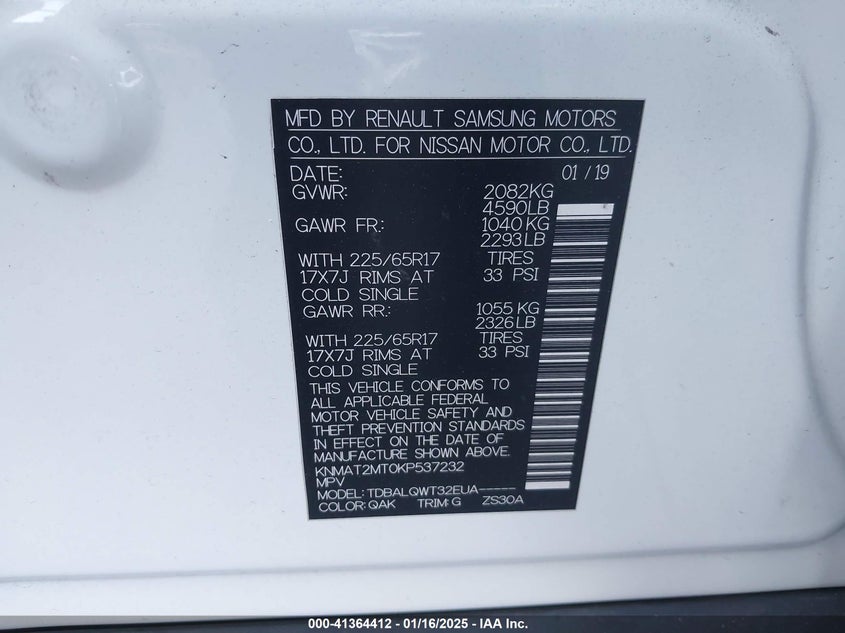 MFD BY RENAULT SAMSUNG MOTORS
CO., LTD. FOR NISSAN MOTOR CO., LTD.
DATE: 01 / 19
GVWR: 2082KG
4590LB
GAWR FR.: 1040 KG
2293 LB
WITH 225/65R17 TIRES
17X7J RIMS AT 33 PSI
COLD SINGLE
GAWR RR.: 1055 KG
2326 LB
WITH 225/65R17 TIRES
17X7J RIMS AT 33 PSI
COLD SINGLE
THIS VEHICLE CONFORMS TO
ALL APPLICABLE FEDERAL
MOTOR VEHICLE SAFETY AND
THEFT PREVENTION STANDARDS
IN EFFECT ON THE DATE OF
MANUFACTURE SHOWN ABOVE.
KNMAT2MT0KP537232
MPV
MODEL: TDBALQWT32EUA-----
COLOR: QAK TRIM: G ZS30A
000-41364412 - 01/16/2025 - IAA Inc.